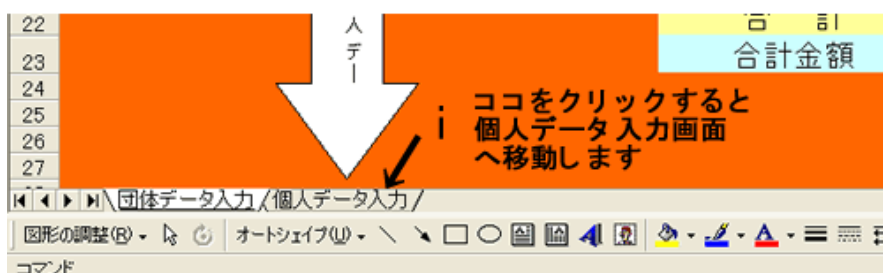 22
合 計
人
デ
ー
23
合計金額
24
25
26
27
i
ココをクリックすると
個人データ入力画面
へ移動します
団体データ入力
個人データ入力
図形の調整(R)
オートシェイプ(U)
コマンド